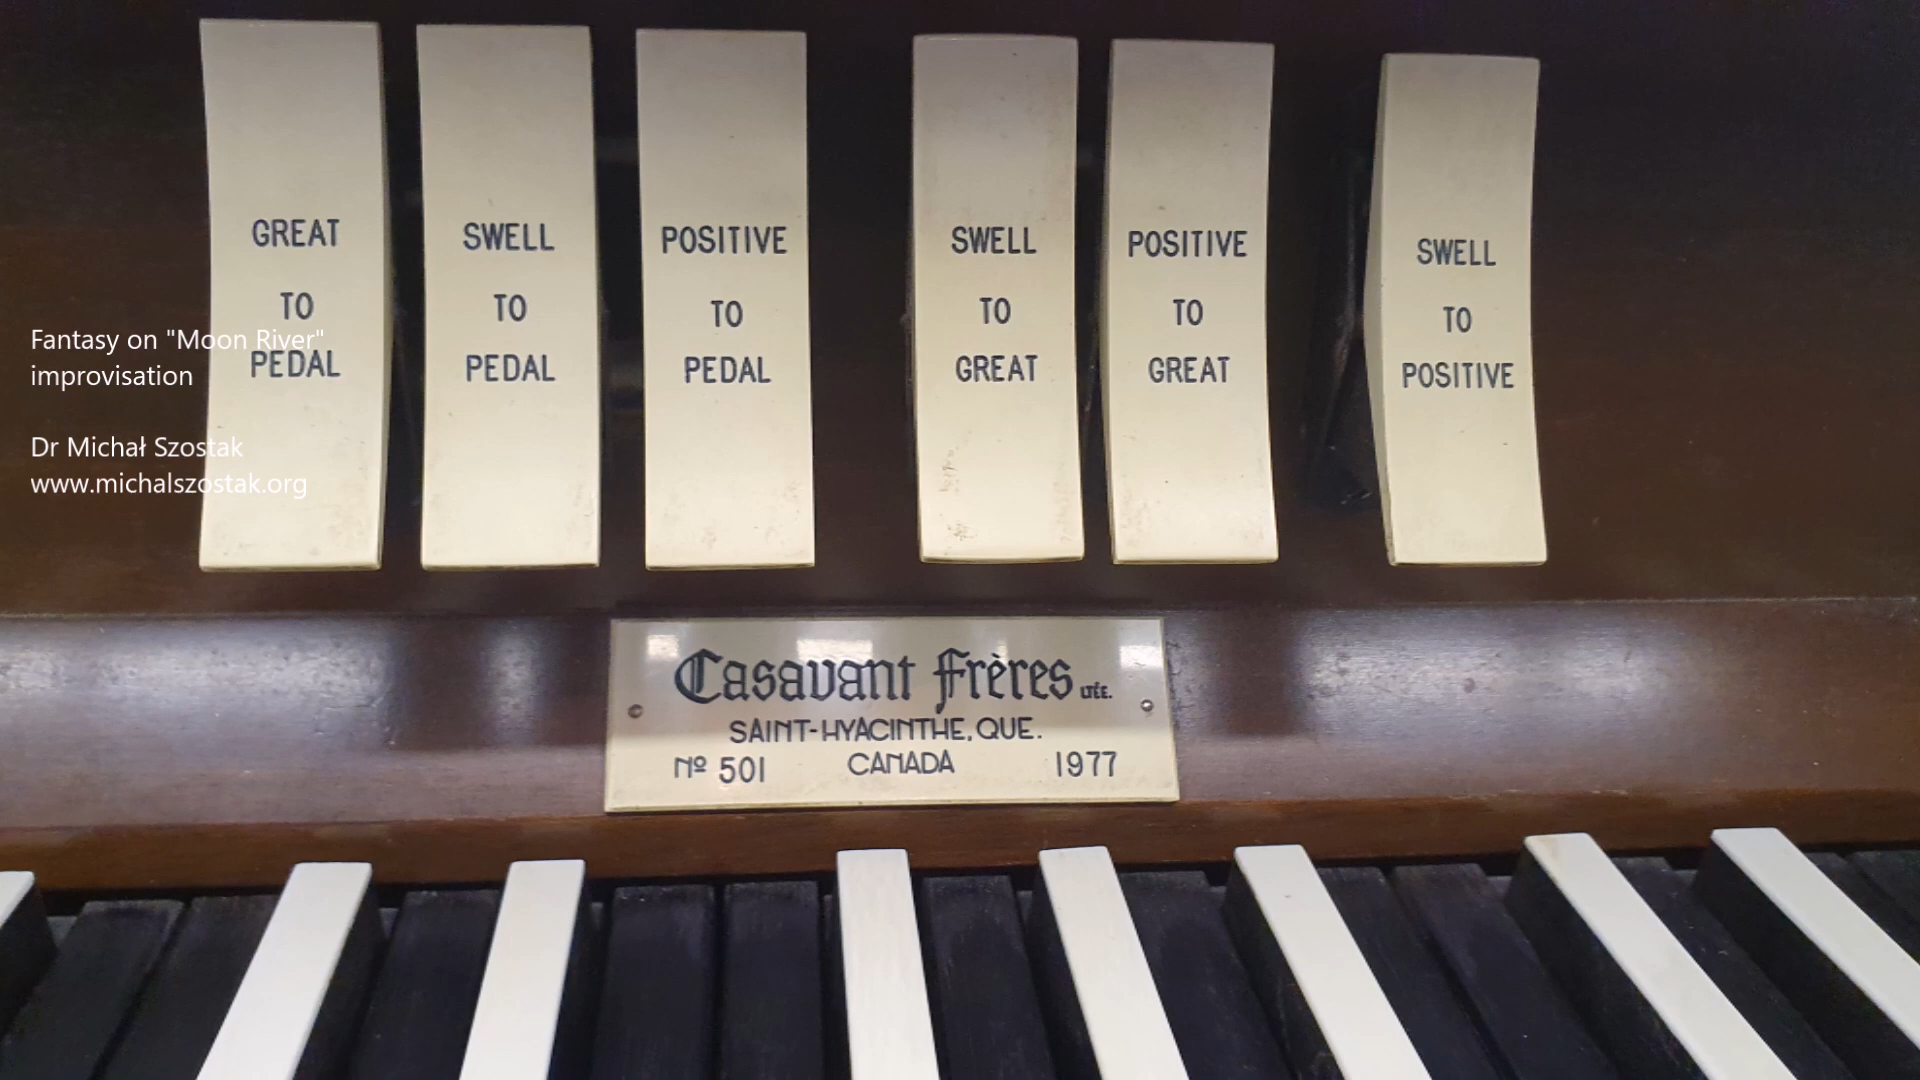 GREAT
TO
PEDAL
SWELL
TO
PEDAL
POSITIVE
TO
PEDAL
SWELL
TO
GREAT
POSITIVE
TO
GREAT
SWELL
TO
POSITIVE
Fantasy on "Moon River"
improvisation
Dr Michał Szostak
www.michalszostak.org
Casavant Frères LTÉE.
SAINT-HYACINTHE, QUE.
Nº 501 CANADA 1977